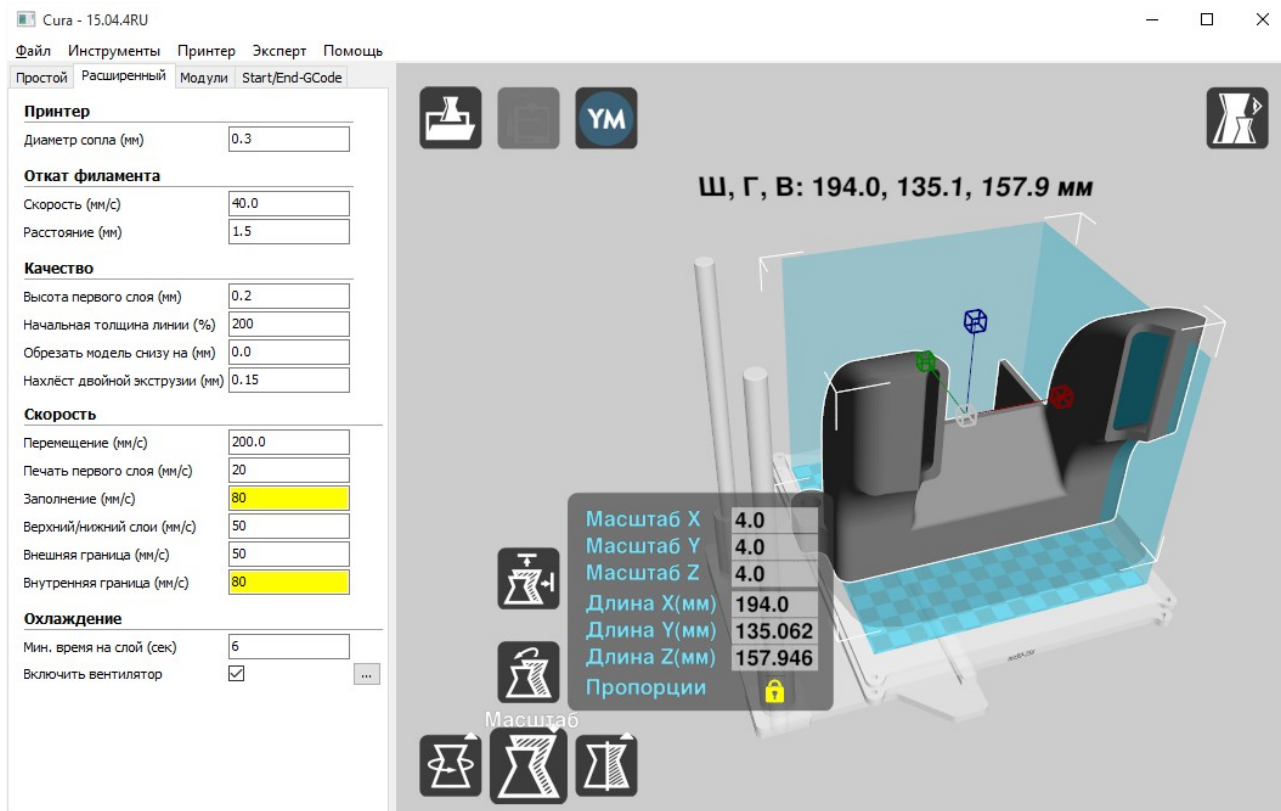 Cura - 15.04.4RU
Файл Инструменты Принтер Эксперт Помощь
Простой Расширенный Модули Start/End-GCode
Принтер
Диаметр сопла (мм) 0.3
Откат филамента
Скорость (мм/с) 40.0
Расстояние (мм) 1.5
Качество
Высота первого слоя (мм) 0.2
Начальная толщина линии (%) 200
Обрезать модель снизу на (мм) 0.0
Нахлёст двойной экструзии (мм) 0.15
Скорость
Перемещение (мм/с) 200.0
Печать первого слоя (мм/с) 20
Заполнение (мм/с) 80
Верхний/нижний слои (мм/с) 50
Внешняя граница (мм/с) 50
Внутренняя граница (мм/с) 80
Охлаждение
Мин. время на слой (сек) 6
Включить вентилятор ...
YM
Ш, Г, В: 194.0, 135.1, 157.9 мм
Масштаб X 4.0
Масштаб Y 4.0
Масштаб Z 4.0
Длина X(мм) 194.0
Длина Y(мм) 135.062
Длина Z(мм) 157.946
Пропорции
Масштаб